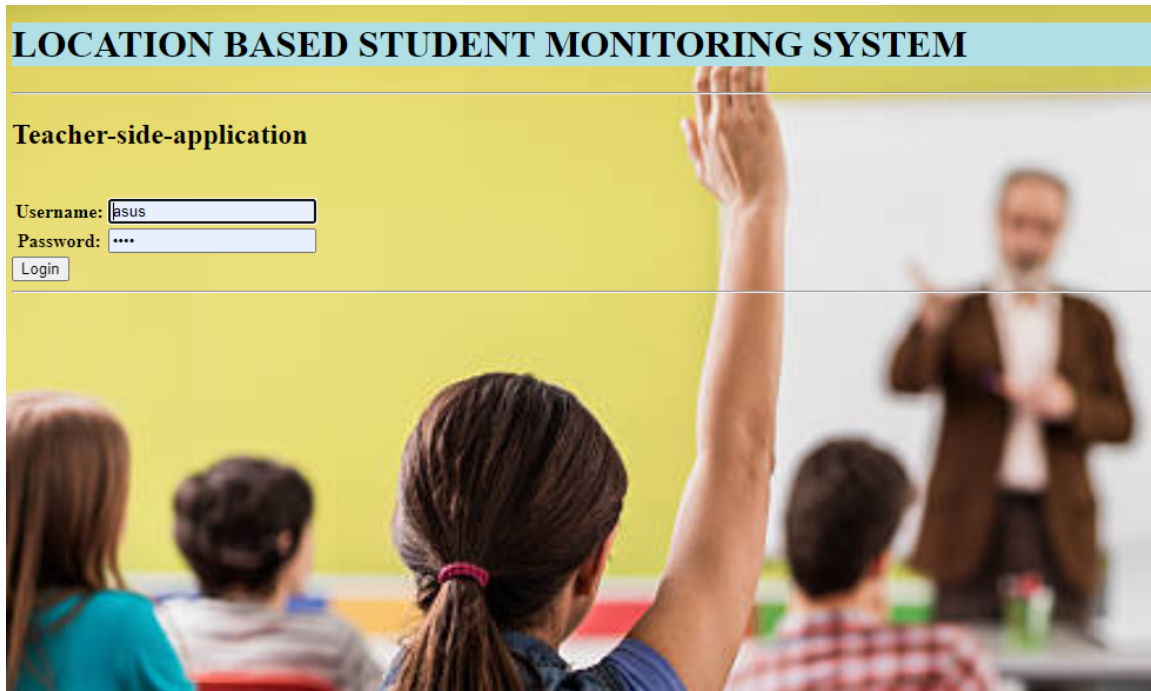 LOCATION BASED STUDENT MONITORING SYSTEM
Teacher-side-application
Username: asus
Password: ••••
Login